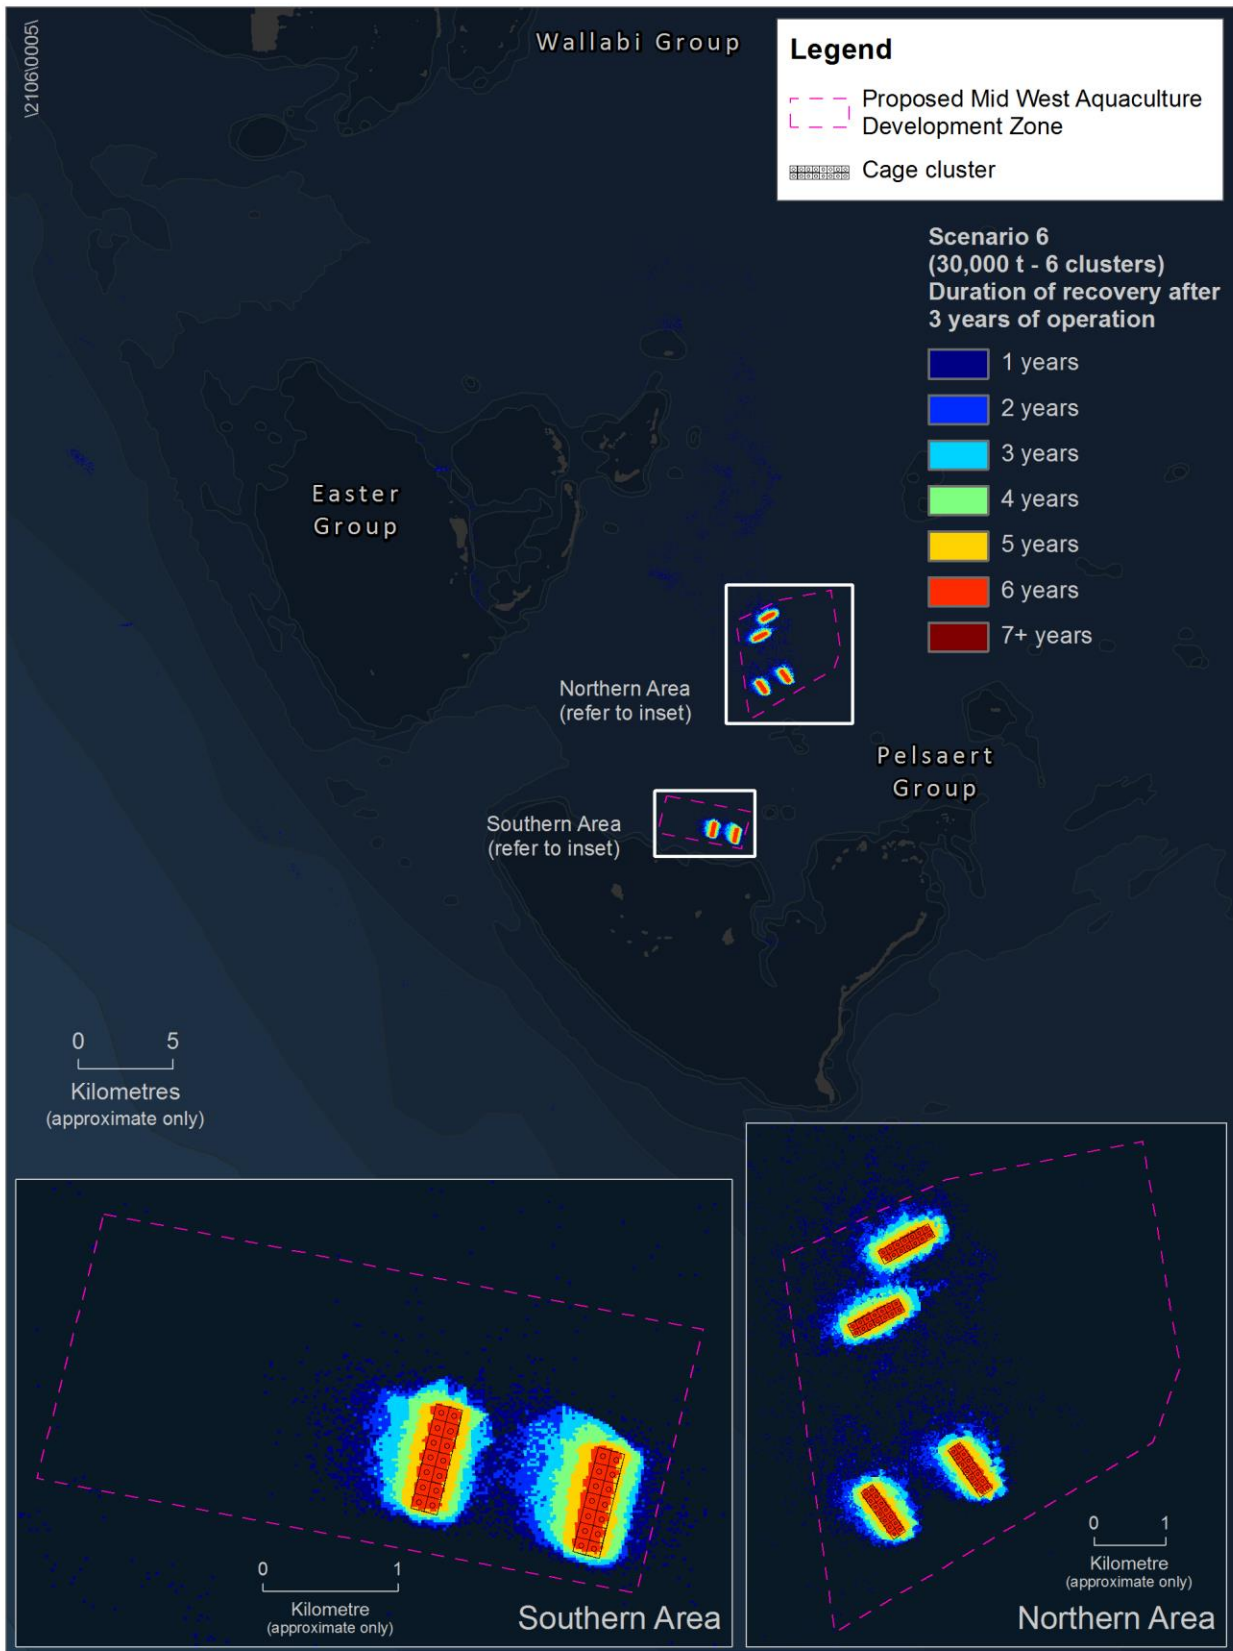 \2106\0005\
Wallabi Group
Legend
Proposed Mid West Aquaculture
Development Zone
Cage cluster
Scenario 6
(30,000 t - 6 clusters)
Duration of recovery after
3 years of operation
1 years
2 years
3 years
4 years
5 years
6 years
7+ years
Easter
Group
Northern Area
(refer to inset)
Pelsaert
Group
Southern Area
(refer to inset)
0 5
Kilometres
(approximate only)
0 1
Kilometre
(approximate only)
Southern Area
0 1
Kilometre
(approximate only)
Northern Area